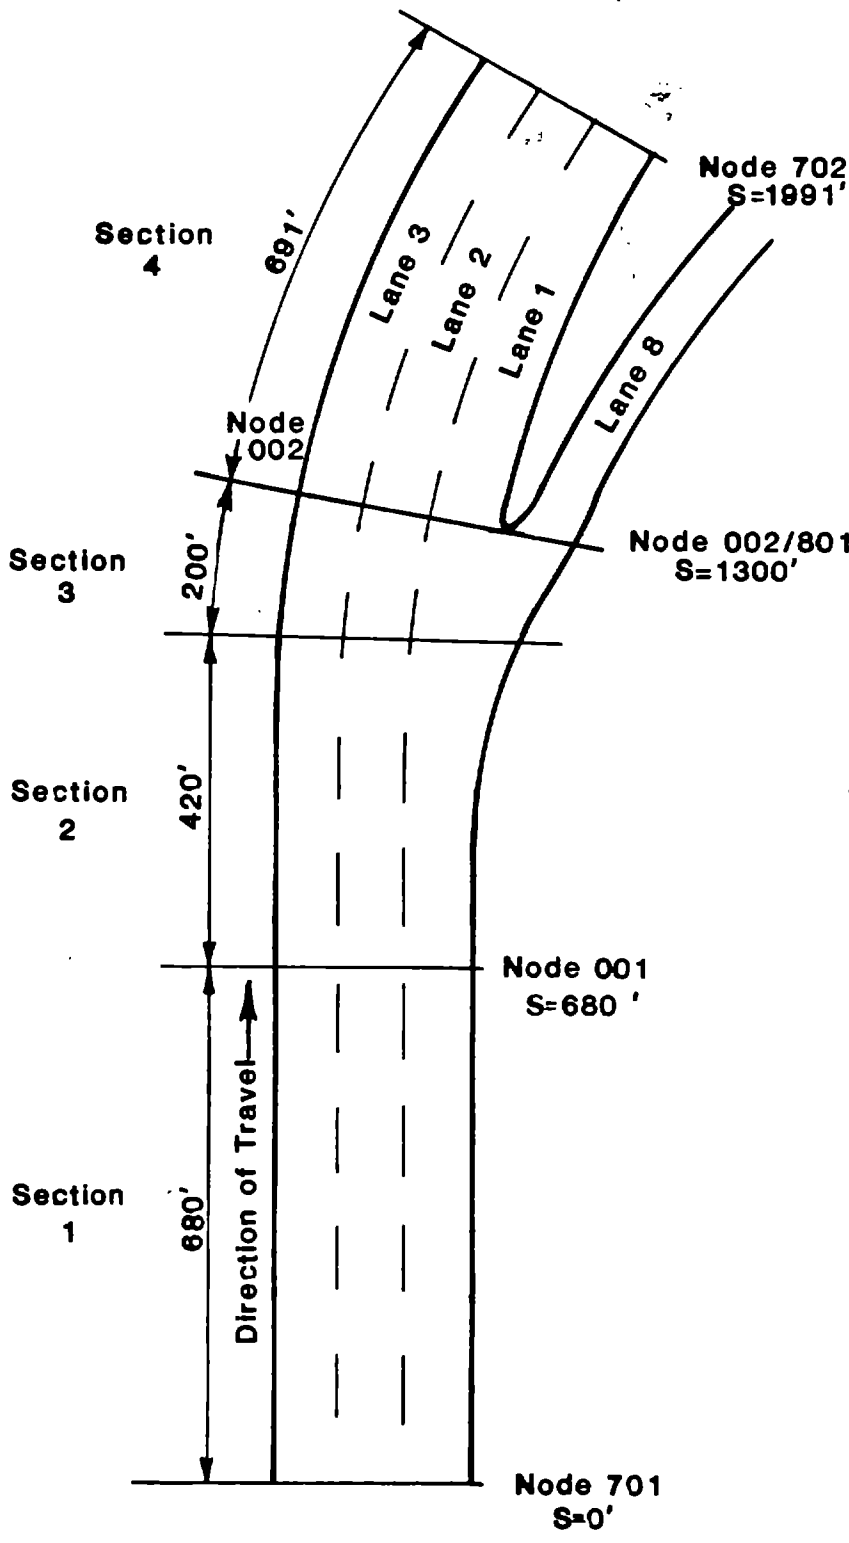 Node 702
S=1991'
Section
4
691'
Lane 3
Lane 2
Lane 1
Lane 8
Node
002
Node 002/801
S=1300'
Section
3
200'
Section
2
420'
Node 001
S=680 '
Direction of Travel
Section
1
680'
Node 701
S=0'